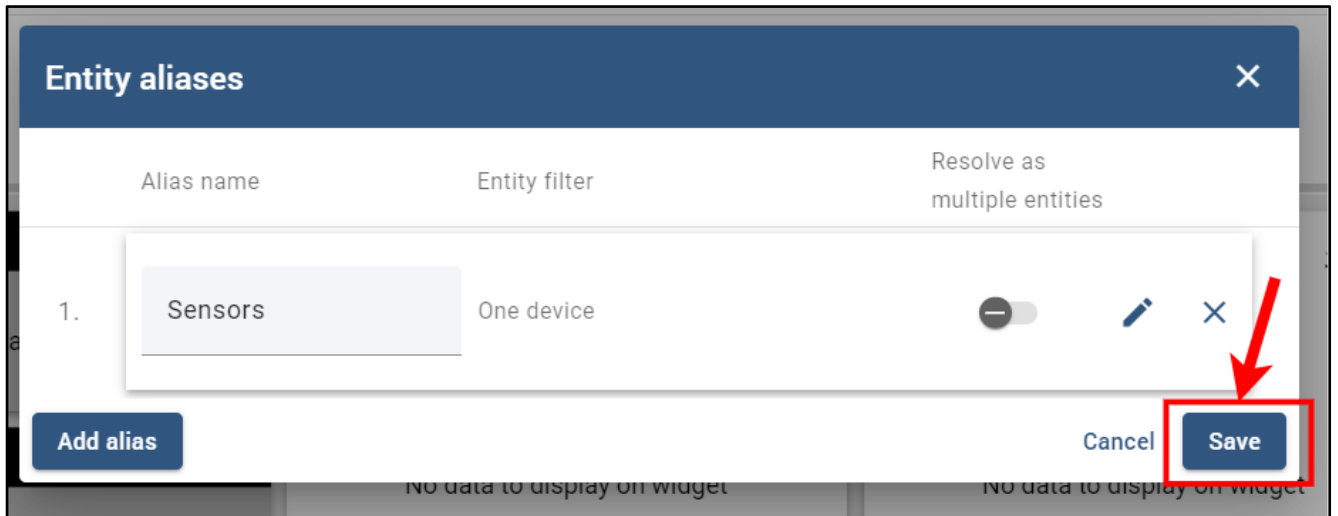 Entity aliases
Alias name
Entity filter
Resolve as
multiple entities
1.
Sensors
One device
Add alias
Cancel
Save
No data to display on widget
No data to display on widget